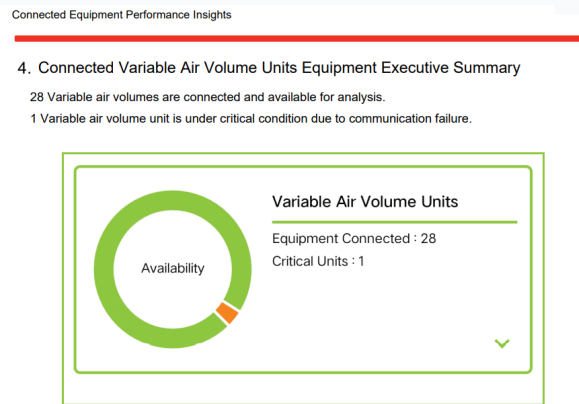 Connected Equipment Performance Insights
4. Connected Variable Air Volume Units Equipment Executive Summary
28 Variable air volumes are connected and available for analysis.
1 Variable air volume unit is under critical condition due to communication failure.
Variable Air Volume Units
Equipment Connected : 28
Critical Units : 1
Availability